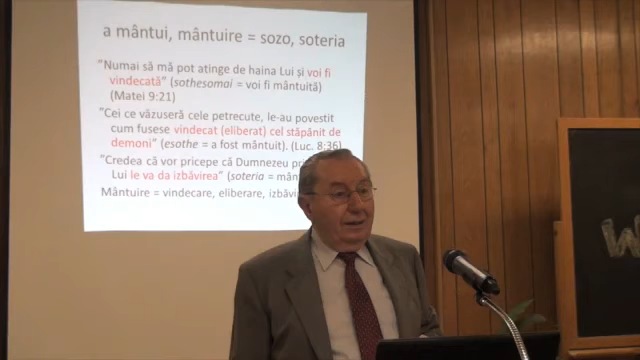 a mântui, mântuire = sozo, soteria
"Numai să mă pot atinge de haina Lui și voi fi
vindecată" (sothesomai = voi fi mântuită)
(Matei 9:21)
"Cei ce văzuseră cele petrecute, le-au povestit
cum fusese vindecat (eliberat) cel stăpânit de
demoni" (esothe = a fost mântuit). (Luc. 8:36)
"Credea că vor pricepe că Dumnezeu
Lui le va da izbăvirea" (soteria =
Mântuire = vindecare, eliberare,